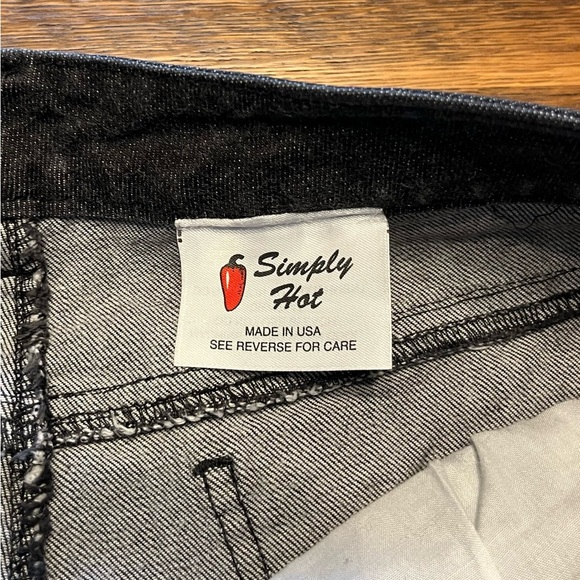 Simply
Hot
MADE IN USA
SEE REVERSE FOR CARE